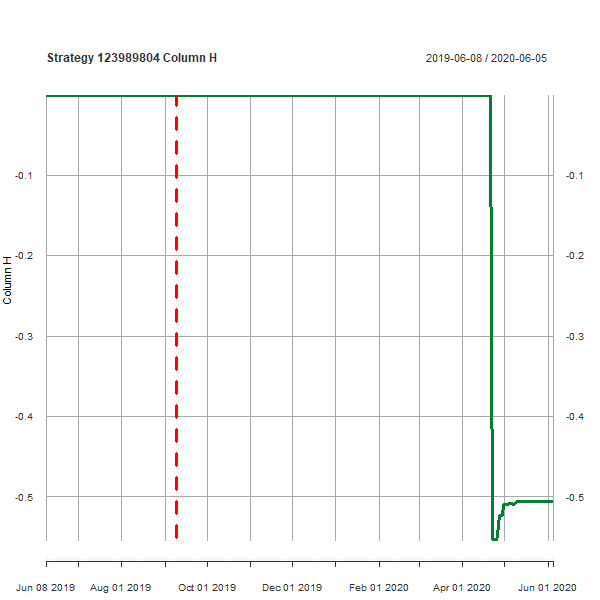 Strategy 123989804 Column H
2019-06-08 / 2020-06-05
-0.1
-0.1
-0.2
-0.2
-0.3
-0.3
-0.4
-0.4
-0.5
-0.5
Column H
Jun 08 2019
Aug 01 2019
Oct 01 2019
Dec 01 2019
Feb 01 2020
Apr 01 2020
Jun 01 2020